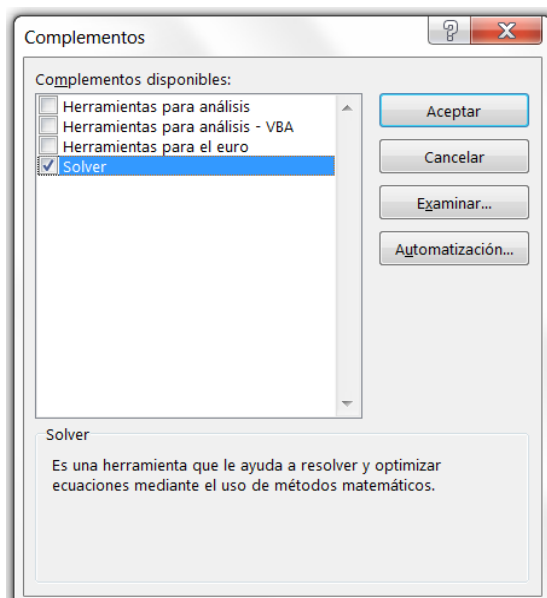 Complementos
Complementos disponibles:
Herramientas para análisis
Herramientas para análisis - VBA
Herramientas para el euro
Solver
Aceptar
Cancelar
Examinar...
Automatización...
Solver
Es una herramienta que le ayuda a resolver y optimizar
ecuaciones mediante el uso de métodos matemáticos.